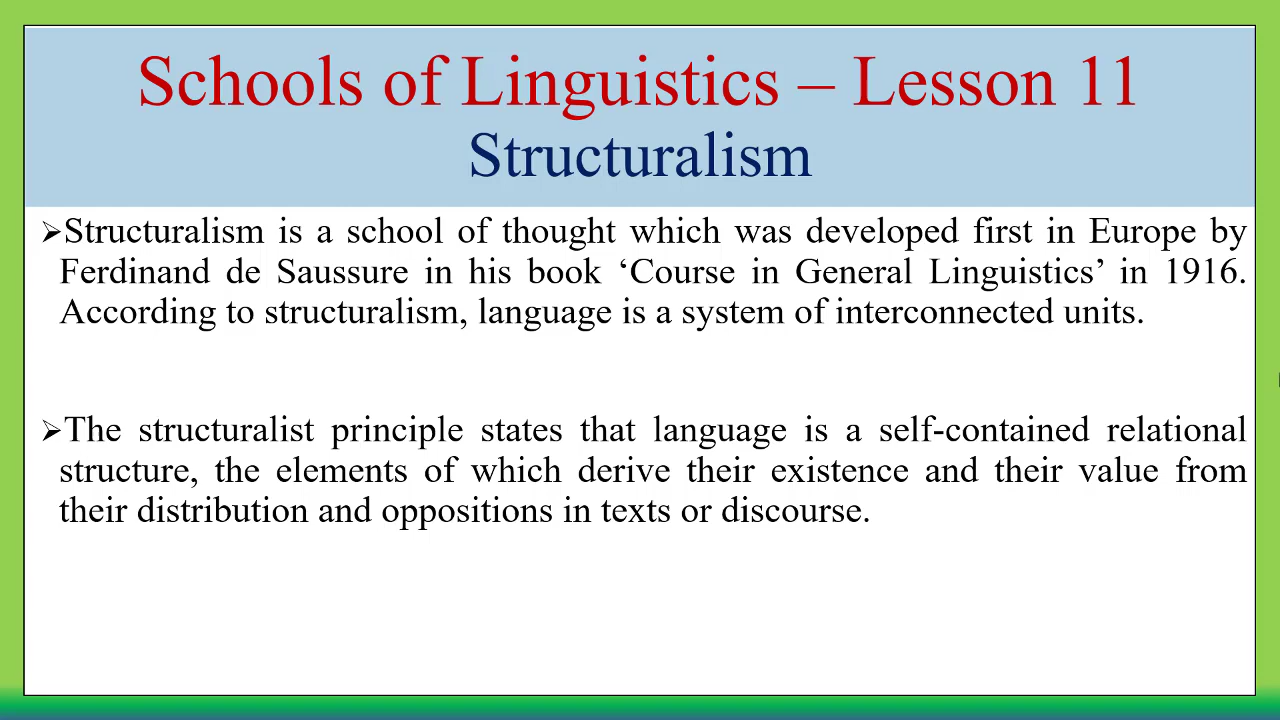 Schools of Linguistics – Lesson 11
Structuralism
➢Structuralism is a school of thought which was developed first in Europe by
Ferdinand de Saussure in his book ‘Course in General Linguistics’ in 1916.
According to structuralism, language is a system of interconnected units.
➢The structuralist principle states that language is a self-contained relational
structure, the elements of which derive their existence and their value from
their distribution and oppositions in texts or discourse.